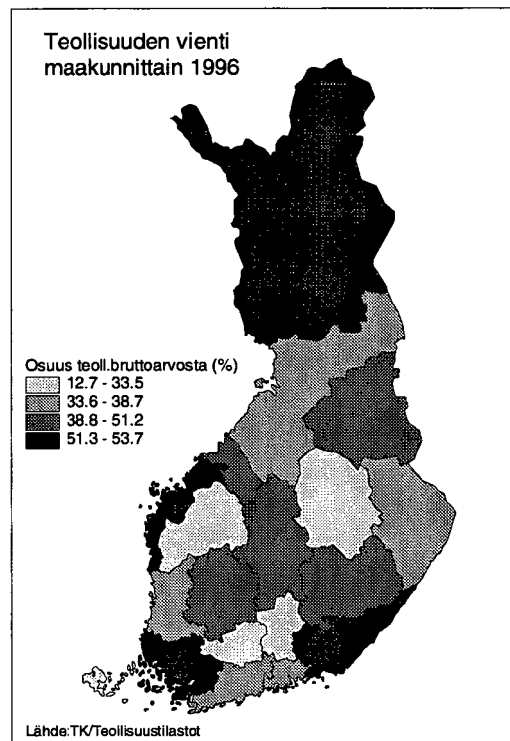 Teollisuuden vienti
maakunnittain 1996
Osuus teoll.bruttoarvosta (%)
12.7 - 33.5
33.6 - 38.7
38.8 - 51.2
51.3 - 53.7
Lähde:TK/Teollisuustilastot